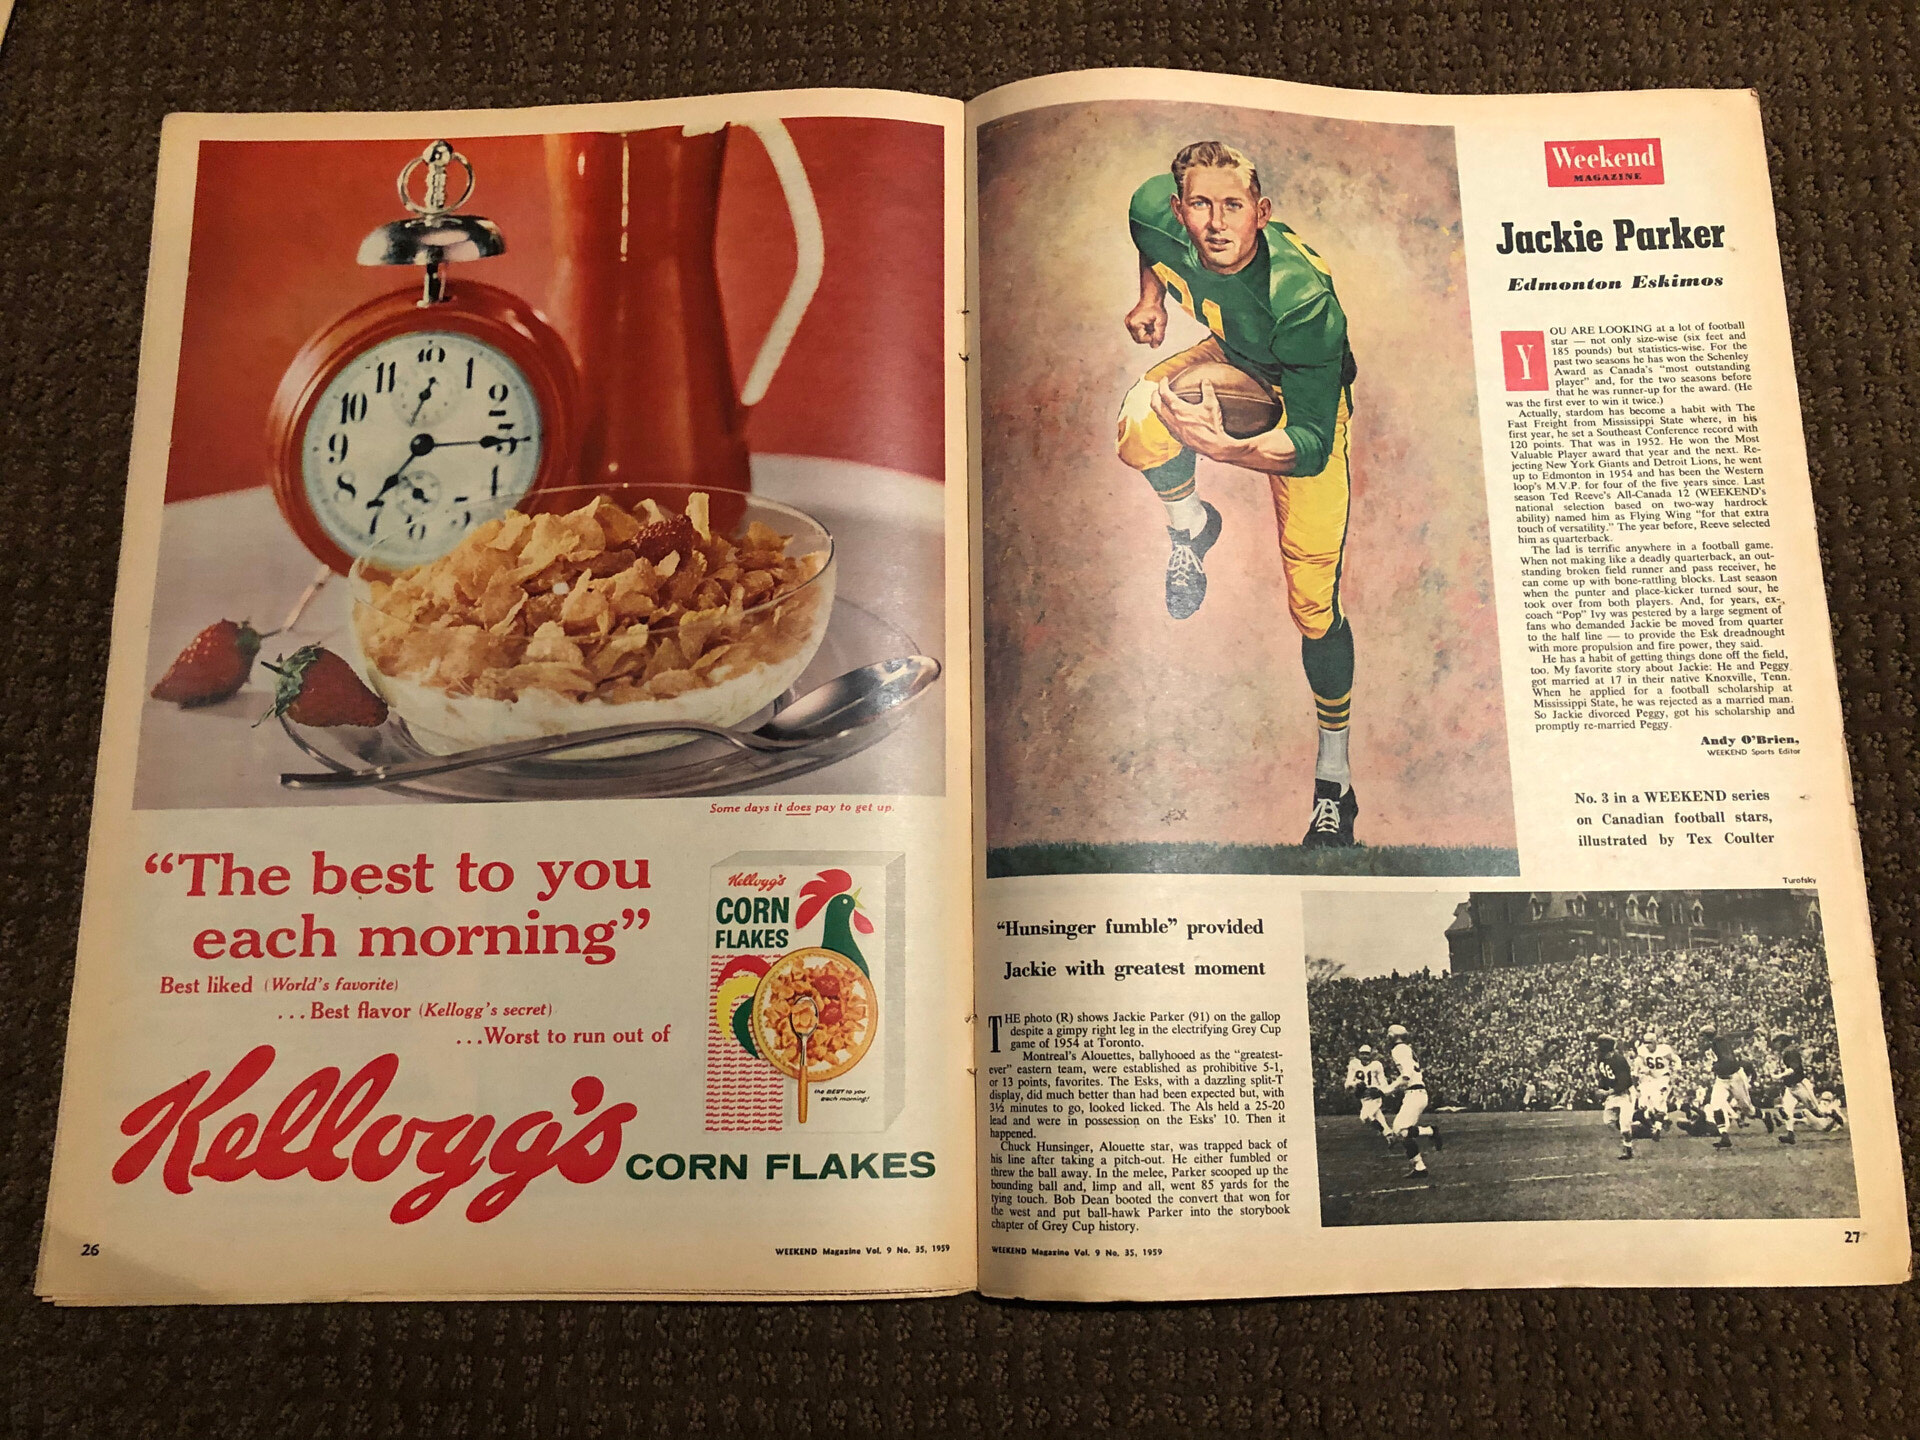 11 10 1
10
9
8
7
6
Some days it does pay to get up.
“The best to you
each morning”
Best liked (World's favorite)
...Best flavor (Kellogg's secret)
...Worst to run out of
Kellogg's CORN FLAKES
Kellogg's
CORN
FLAKES
The BEST to you
each morning!
26
WEEKEND Magazine Vol. 9 No. 35, 1959
Weekend
MAGAZINE
Jackie Parker
Edmonton Eskimos
YOU ARE LOOKING at a lot of football
star — not only size-wise (six feet and
185 pounds) but statistics-wise. For the
past two seasons he has won the Schenley
Award as Canada's “most outstanding
player” and, for the two seasons before
that he was runner-up for the award. (He
was the first ever to win it twice.)
Actually, stardom has become a habit with The
Fast Freight from Mississippi State where, in his
first year, he set a Southeast Conference record with
120 points. That was in 1952. He won the Most
Valuable Player award that year and the next. Re-
jecting New York Giants and Detroit Lions, he went
up to Edmonton in 1954 and has been the Western
loop's M.V.P. for four of the five years since. Last
season Ted Reeve's All-Canada 12 (WEEKEND's
national selection based on two-way hardrock
ability) named him as Flying Wing “for that extra
touch of versatility.” The year before, Reeve selected
him as quarterback.
The lad is terrific anywhere in a football game.
When not making like a deadly quarterback, an out-
standing broken field runner and pass receiver, he
can come up with bone-rattling blocks. Last season
when the punter and place-kicker turned sour, he
took over from both players. And, for years, ex-
coach “Pop” Ivy was pestered by a large segment of
fans who demanded Jackie be moved from quarter
to the half line — to provide the Esk dreadnought
with more propulsion and fire power, they said.
He has a habit of getting things done off the field,
too. My favorite story about Jackie: He and Peggy
got married at 17 in their native Knoxville, Tenn.
When he applied for a football scholarship at
Mississippi State, he was rejected as a married man.
So Jackie divorced Peggy, got his scholarship and
promptly re-married Peggy.
Andy O'Brien,
WEEKEND Sports Editor
No. 3 in a WEEKEND series
on Canadian football stars,
illustrated by Tex Coulter
Turofsky
“Hunsinger fumble” provided
Jackie with greatest moment
THE photo (R) shows Jackie Parker (91) on the gallop
despite a gimpy right leg in the electrifying Grey Cup
game of 1954 at Toronto.
Montreal's Alouettes, ballyhooed as the “greatest-
ever” eastern team, were established as prohibitive 5-1,
or 13 points, favorites. The Esks, with a dazzling split-T
display, did much better than had been expected but, with
3½ minutes to go, looked licked. The Als held a 25-20
lead and were in possession on the Esks' 10. Then it
happened.
Chuck Hunsinger, Alouette star, was trapped back of
his line after taking a pitch-out. He either fumbled or
threw the ball away. In the melee, Parker scooped up the
bounding ball and, limp and all, went 85 yards for the
tying touch. Bob Dean booted the convert that won for
the west and put ball-hawk Parker into the storybook
chapter of Grey Cup history.
91
66
WEEKEND Magazine Vol. 9 No. 35, 1959
27